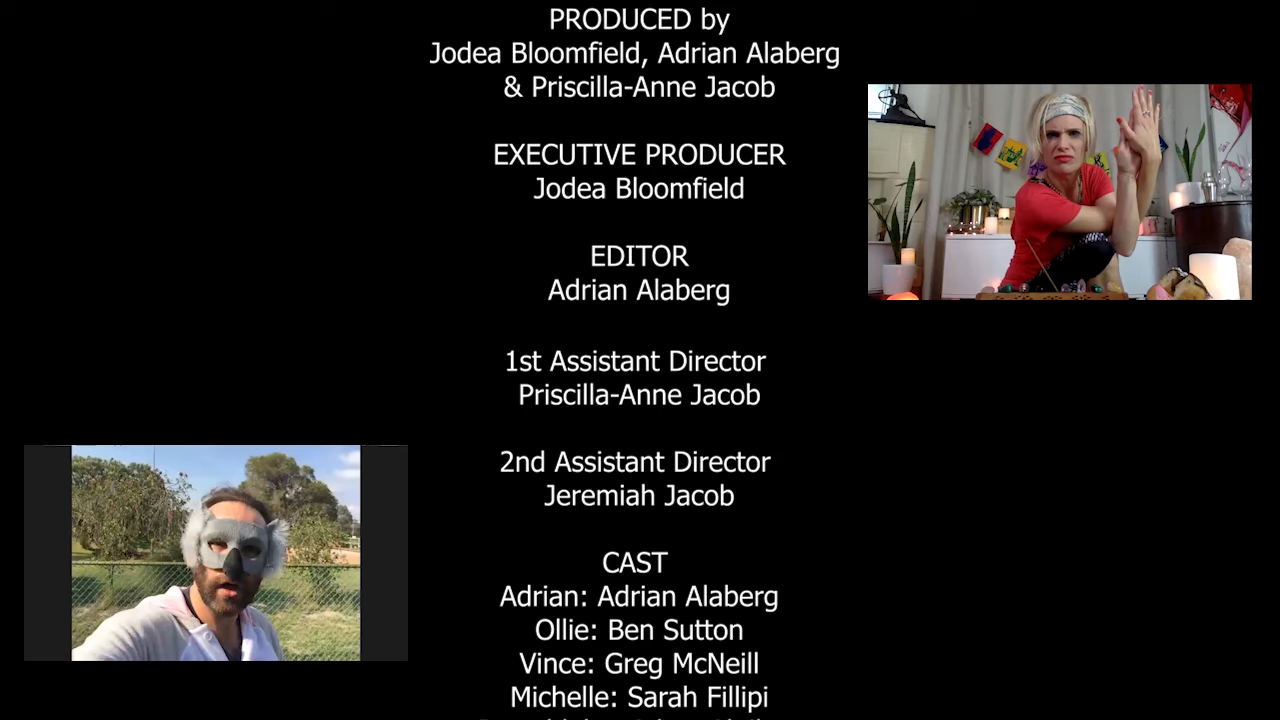 PRODUCED by
Jodea Bloomfield, Adrian Alaberg
& Priscilla-Anne Jacob
EXECUTIVE PRODUCER
Jodea Bloomfield
EDITOR
Adrian Alaberg
1st Assistant Director
Priscilla-Anne Jacob
2nd Assistant Director
Jeremiah Jacob
CAST
Adrian: Adrian Alaberg
Ollie: Ben Sutton
Vince: Greg McNeill
Michelle: Sarah Fillipi